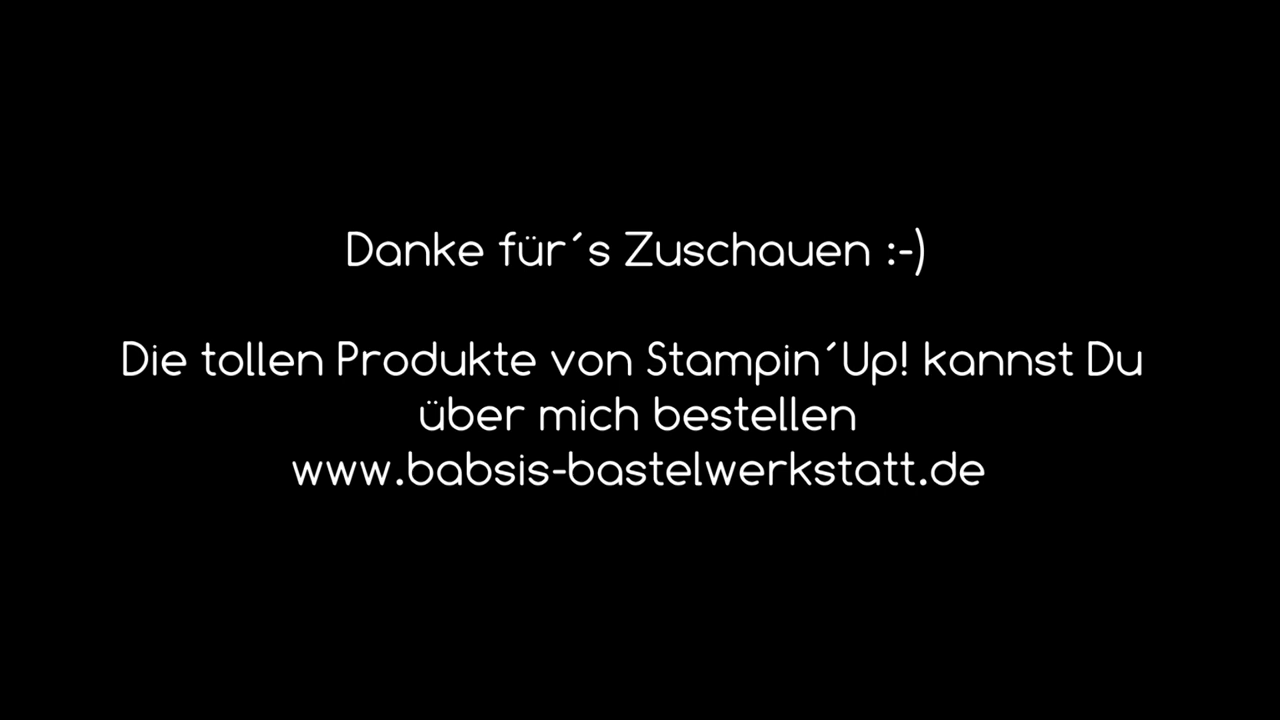 Danke für´s Zuschauen :-)
Die tollen Produkte von Stampin´Up! kannst Du
über mich bestellen
www.babsis-bastelwerkstatt.de